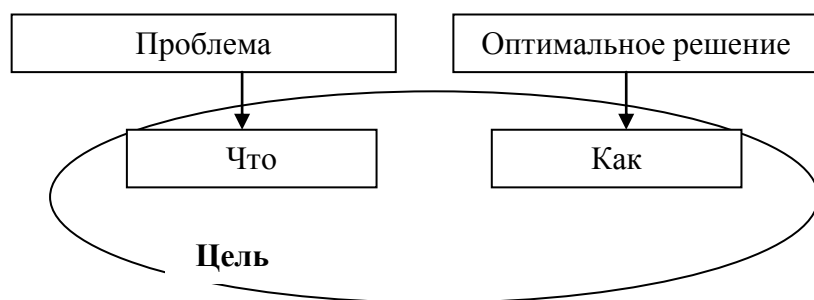 Проблема
Оптимальное решение
Что
Как
Цель